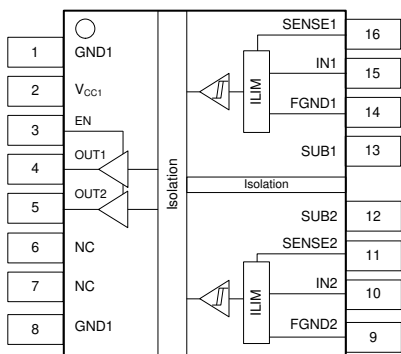 1 GND1
2 VCC1
3 EN
4 OUT1
5 OUT2
6 NC
7 NC
8 GND1
Isolation
Isolation
ILIM
ILIM
SENSE1 16
IN1 15
FGND1 14
SUB1 13
SUB2 12
SENSE2 11
IN2 10
FGND2 9